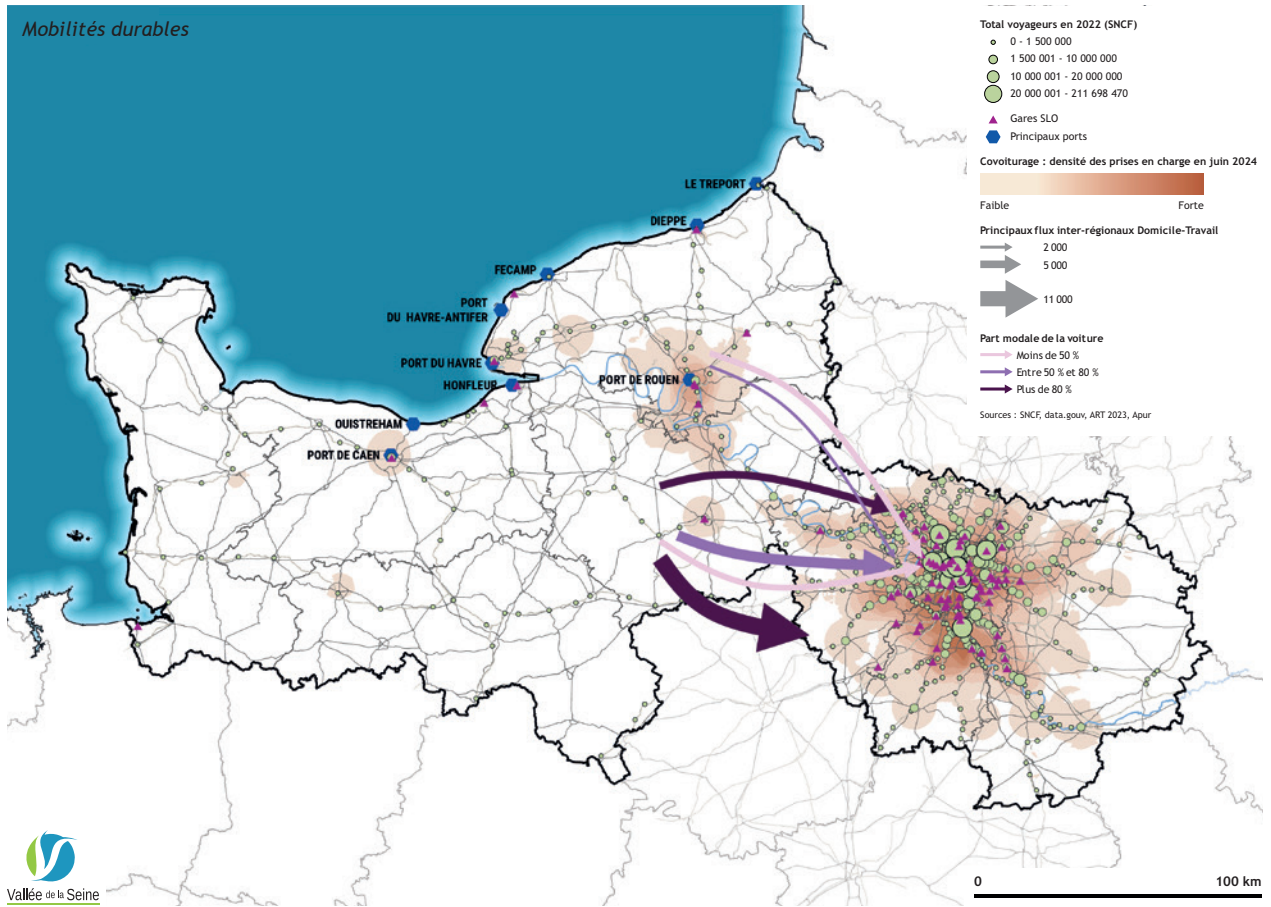 Mobilités durables
Total voyageurs en 2022 (SNCF)
0 - 1 500 000
1 500 001 - 10 000 000
10 000 001 - 20 000 000
20 000 001 - 211 698 470
Gares SLO
Principaux ports
Covoiturage : densité des prises en charge en juin 2024
Faible
Forte
Principaux flux inter-régionaux Domicile-Travail
2 000
5 000
11 000
Part modale de la voiture
Moins de 50 %
Entre 50 % et 80 %
Plus de 80 %
Sources : SNCF, data.gouv, ART 2023, Apur
LE TREPORT
DIEPPE
FECAMP
PORT
DU HAVRE-ANTIFER
PORT DU HAVRE
PORT DE ROUEN
HONFLEUR
OUISTREHAM
PORT DE CAEN
Vallée de la Seine
0
100 km